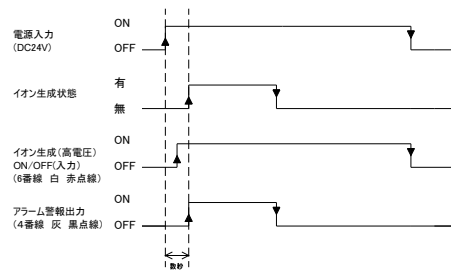 電源入力
(DC24V)
ON
OFF
イオン生成状態
有
無
イオン生成(高電圧)
ON/OFF(入力)
(6番線 白 赤点線)
ON
OFF
アラーム警報出力
(4番線 灰 黒点線)
ON
OFF
数秒